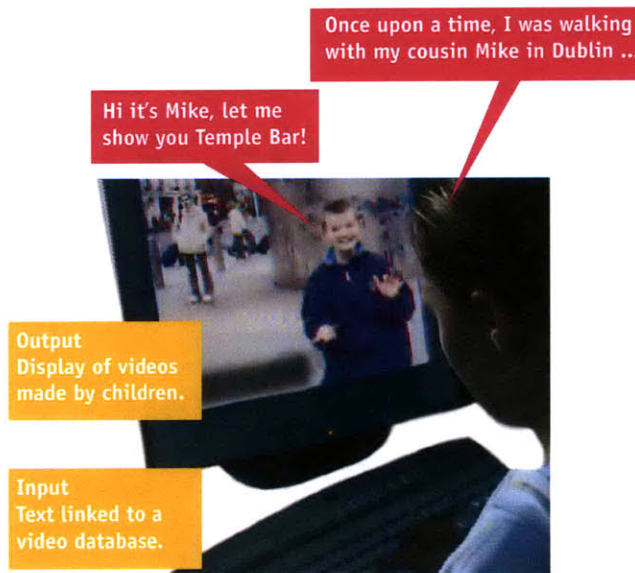 Once upon a time, I was walking
with my cousin Mike in Dublin ...
Hi it's Mike, let me
show you Temple Bar!
Output
Display of videos
made by children.
Input
Text linked to a
video database.